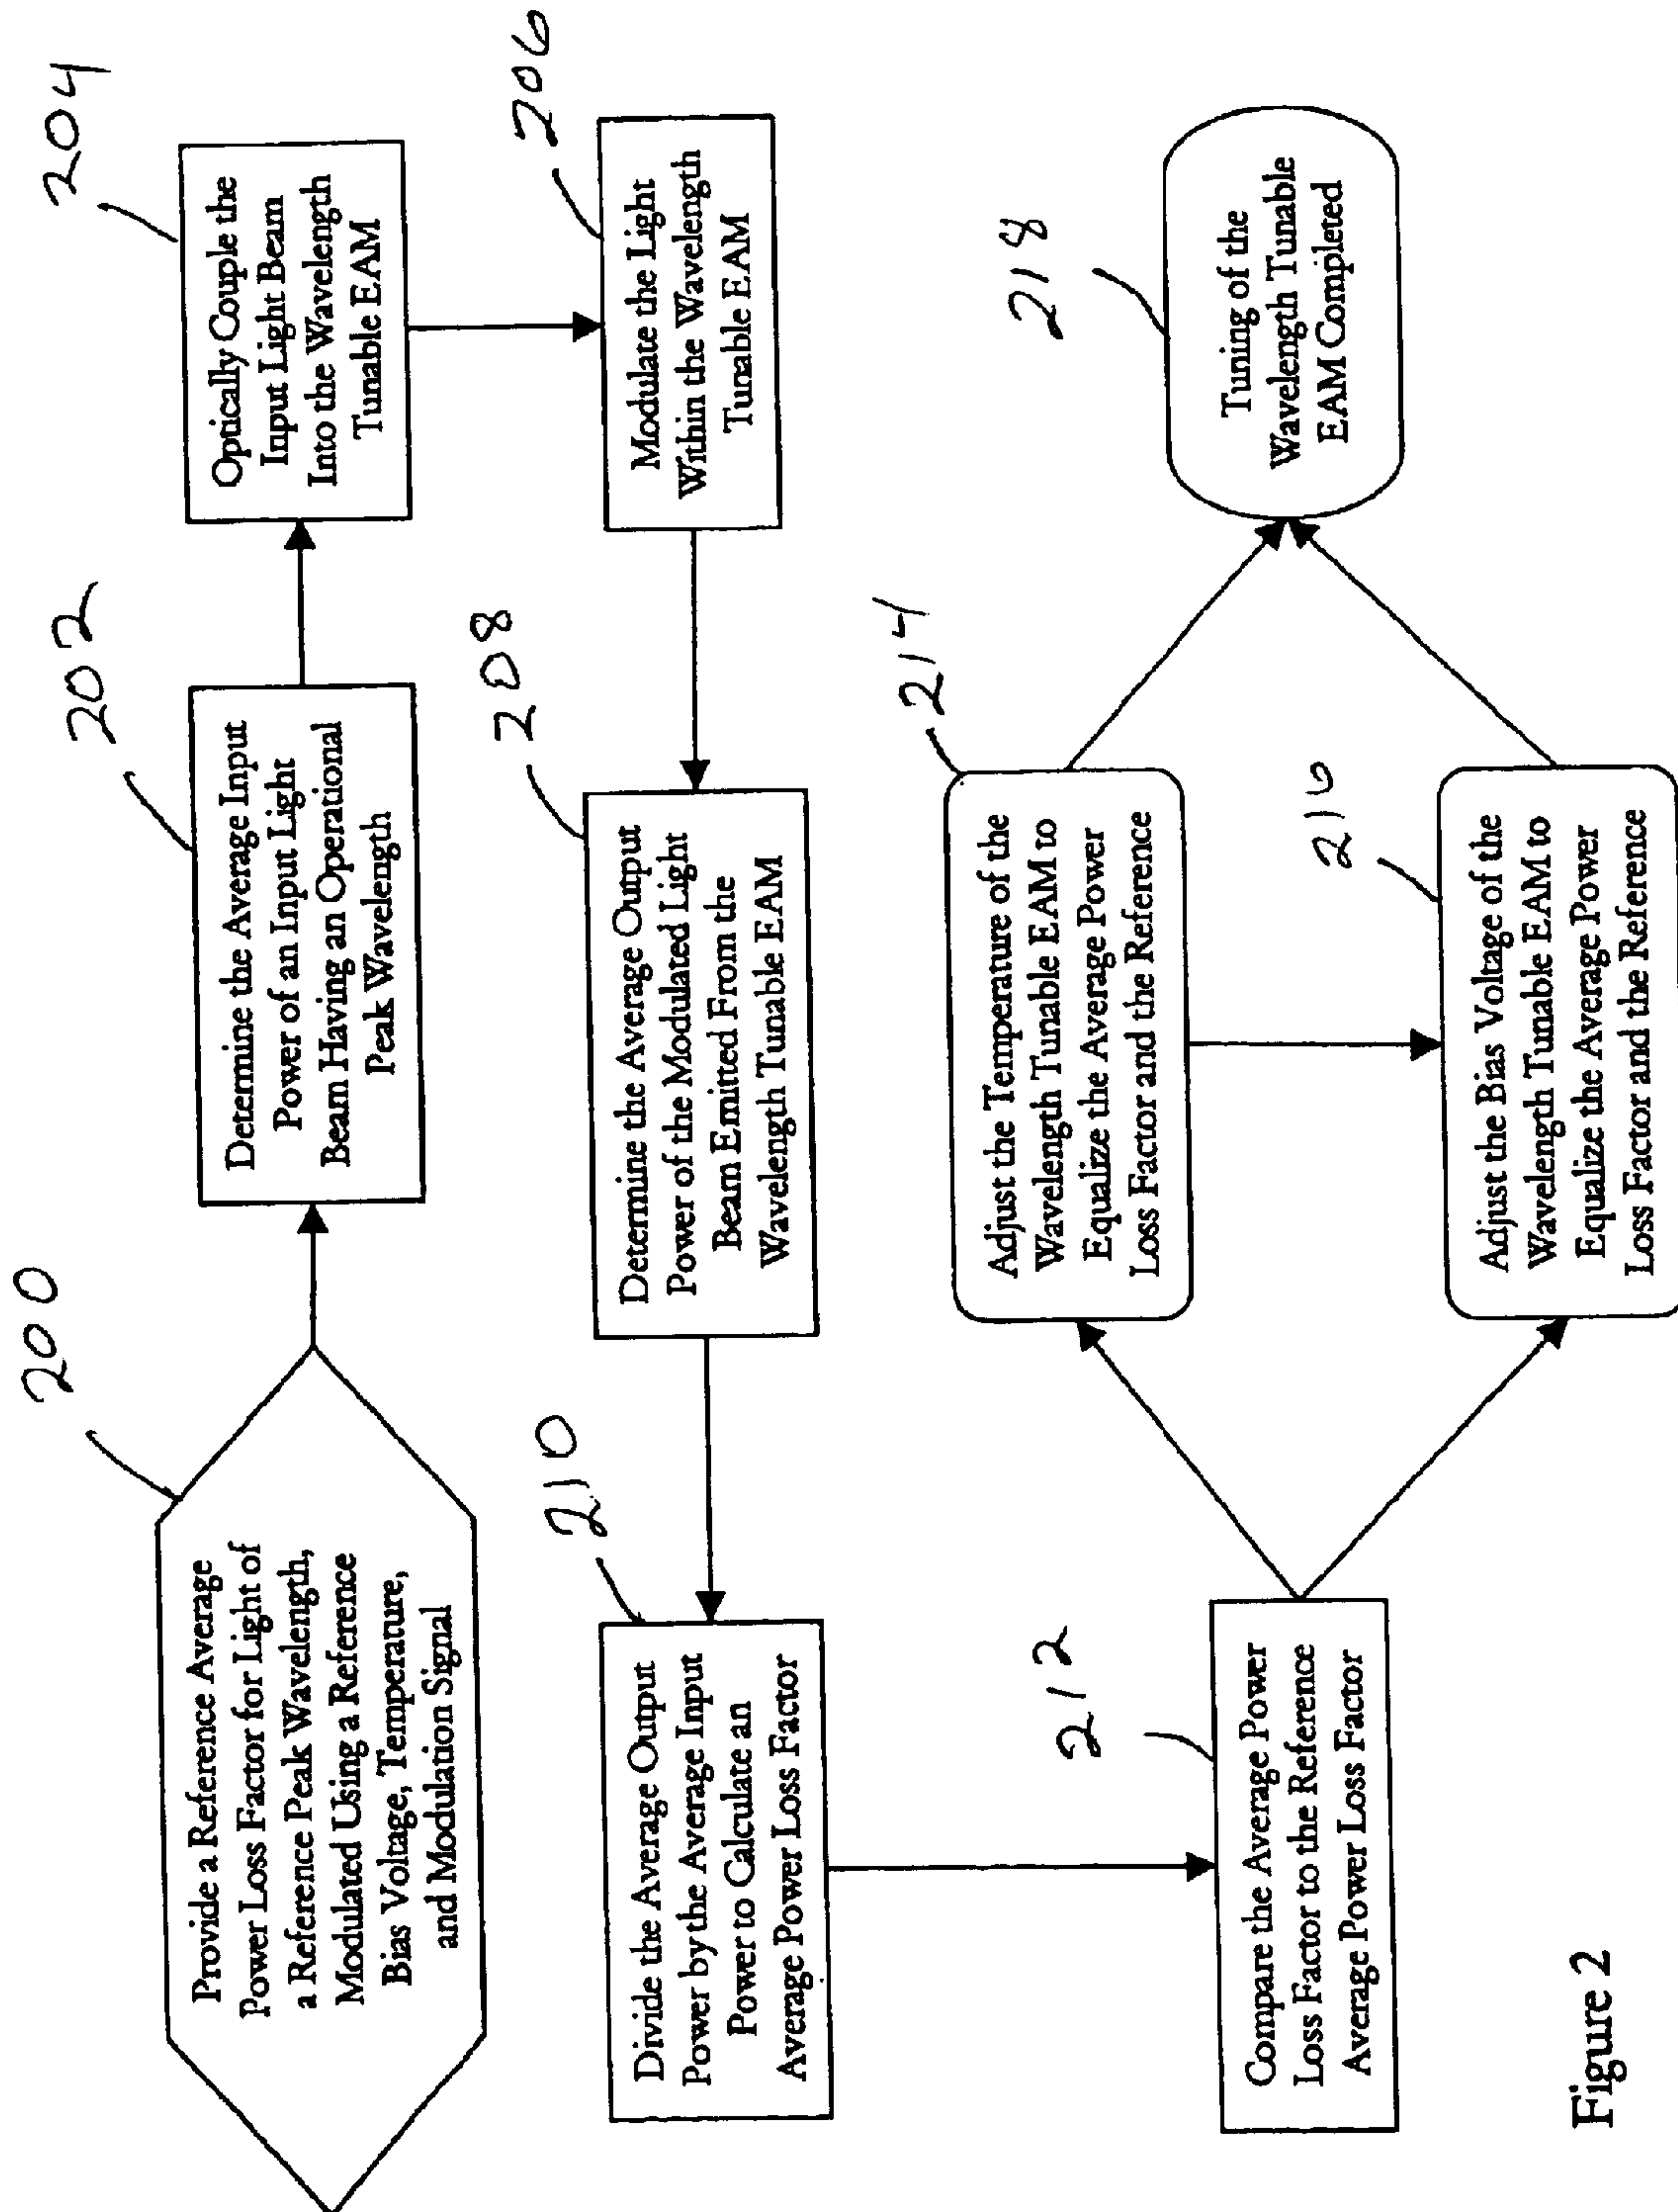 200
Provide a Reference Average
Power Loss Factor for Light of
a Reference Peak Wavelength,
Modulated Using a Reference
Bias Voltage, Temperature,
and Modulation Signal
202
Determine the Average Input
Power of an Input Light
Beam Having an Operational
Peak Wavelength
204
Optically Couple the
Input Light Beam
Into the Wavelength
Tunable EAM
206
Modulate the Light
Within the Wavelength
Tunable EAM
208
Determine the Average Output
Power of the Modulated Light
Beam Emitted From the
Wavelength Tunable EAM
210
Divide the Average Output
Power by the Average Input
Power to Calculate an
Average Power Loss Factor
212
Compare the Average Power
Loss Factor to the Reference
Average Power Loss Factor
214
Adjust the Temperature of the
Wavelength Tunable EAM to
Equalize the Average Power
Loss Factor and the Reference
216
Adjust the Bias Voltage of the
Wavelength Tunable EAM to
Equalize the Average Power
Loss Factor and the Reference
218
Tuning of the
Wavelength Tunable
EAM Completed
Figure 2